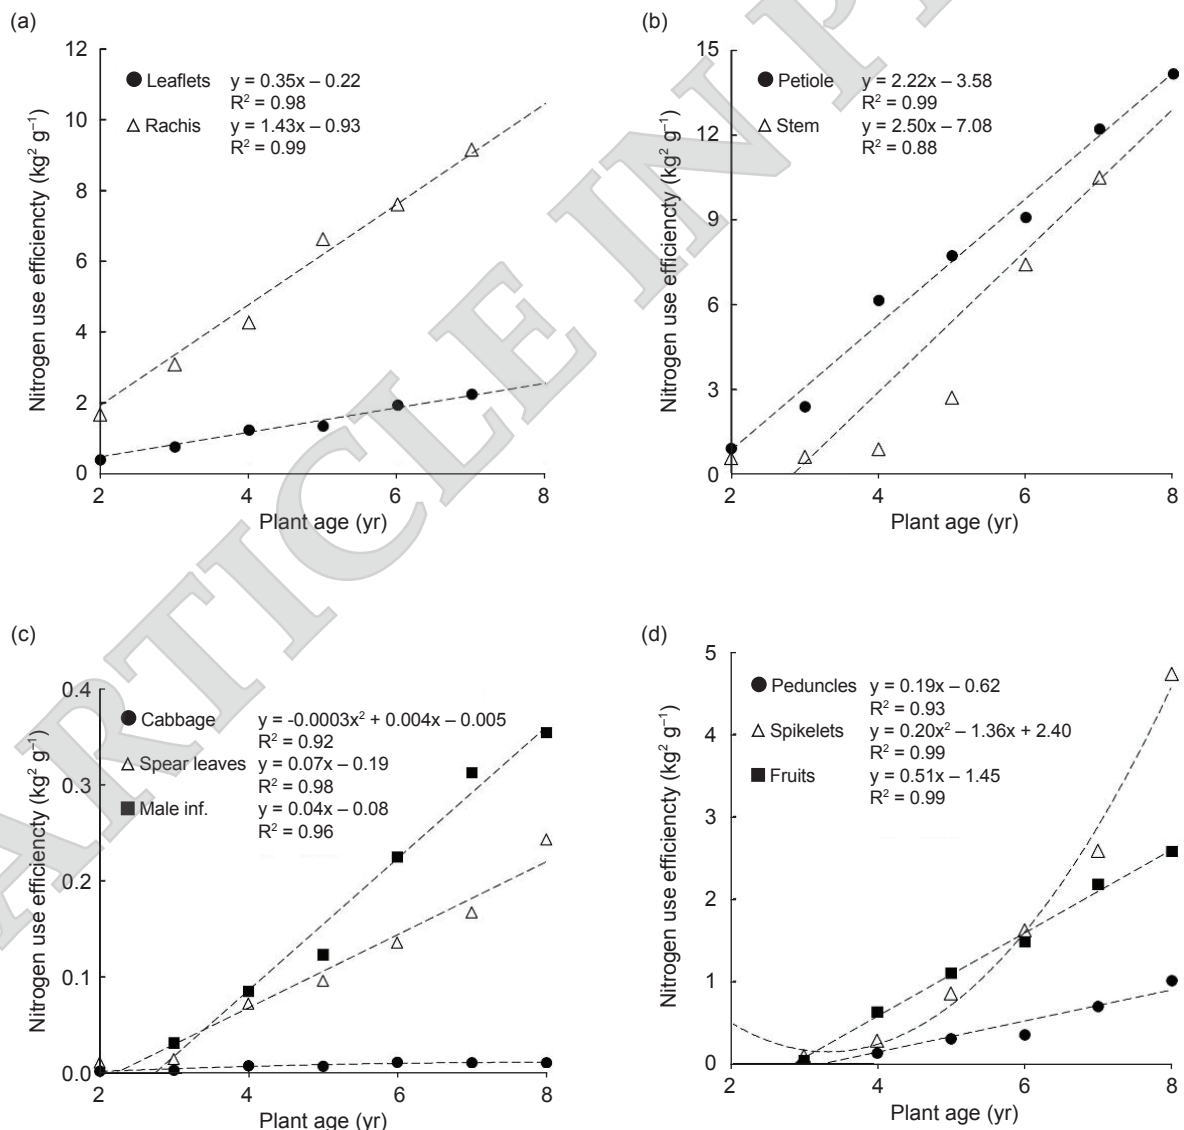 (a)
12
10
8
6
4
2
0
Nitrogen use efficiencty (kg² g⁻¹)
● Leaflets y = 0.35x – 0.22
R² = 0.98
△ Rachis y = 1.43x – 0.93
R² = 0.99
2 4 6 8
Plant age (yr)
(b)
15
12
9
6
3
0
Nitrogen use efficiencty (kg² g⁻¹)
● Petiole y = 2.22x – 3.58
R² = 0.99
△ Stem y = 2.50x – 7.08
R² = 0.88
2 4 6 8
Plant age (yr)
(c)
0.4
0.3
0.2
0.1
0.0
Nitrogen use efficiencty (kg² g⁻¹)
● Cabbage y = -0.0003x² + 0.004x – 0.005
R² = 0.92
△ Spear leaves y = 0.07x – 0.19
R² = 0.98
■ Male inf. y = 0.04x – 0.08
R² = 0.96
2 4 6 8
Plant age (yr)
(d)
5
4
3
2
1
0
Nitrogen use efficiencty (kg² g⁻¹)
● Peduncles y = 0.19x – 0.62
R² = 0.93
△ Spikelets y = 0.20x² – 1.36x + 2.40
R² = 0.99
■ Fruits y = 0.51x – 1.45
R² = 0.99
2 4 6 8
Plant age (yr)
ARTICLE IN P